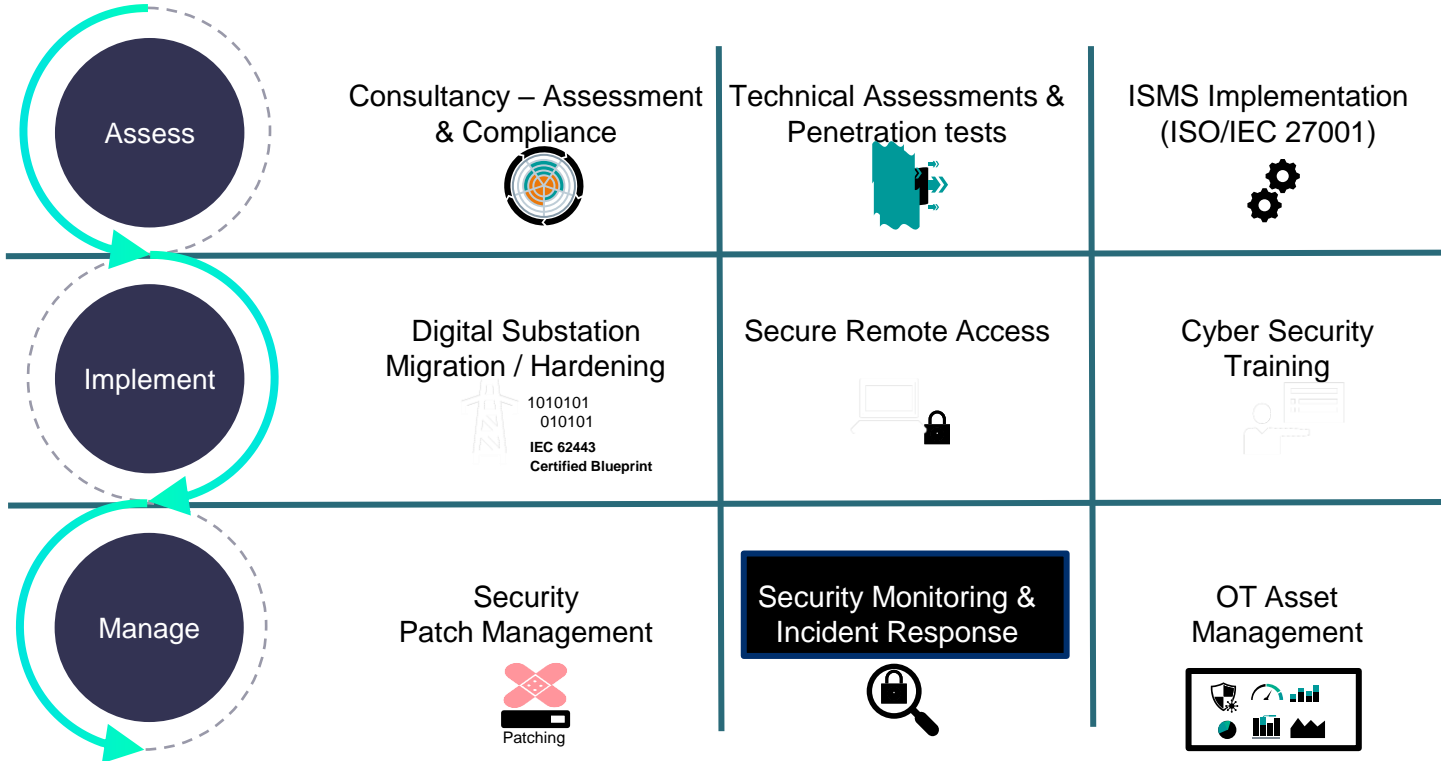 Assess
Consultancy – Assessment
& Compliance
Technical Assessments &
Penetration tests
ISMS Implementation
(ISO/IEC 27001)
Implement
Digital Substation
Migration / Hardening
1010101
010101
IEC 62443
Certified Blueprint
Secure Remote Access
Cyber Security
Training
Manage
Security
Patch Management
Patching
Security Monitoring &
Incident Response
OT Asset
Management